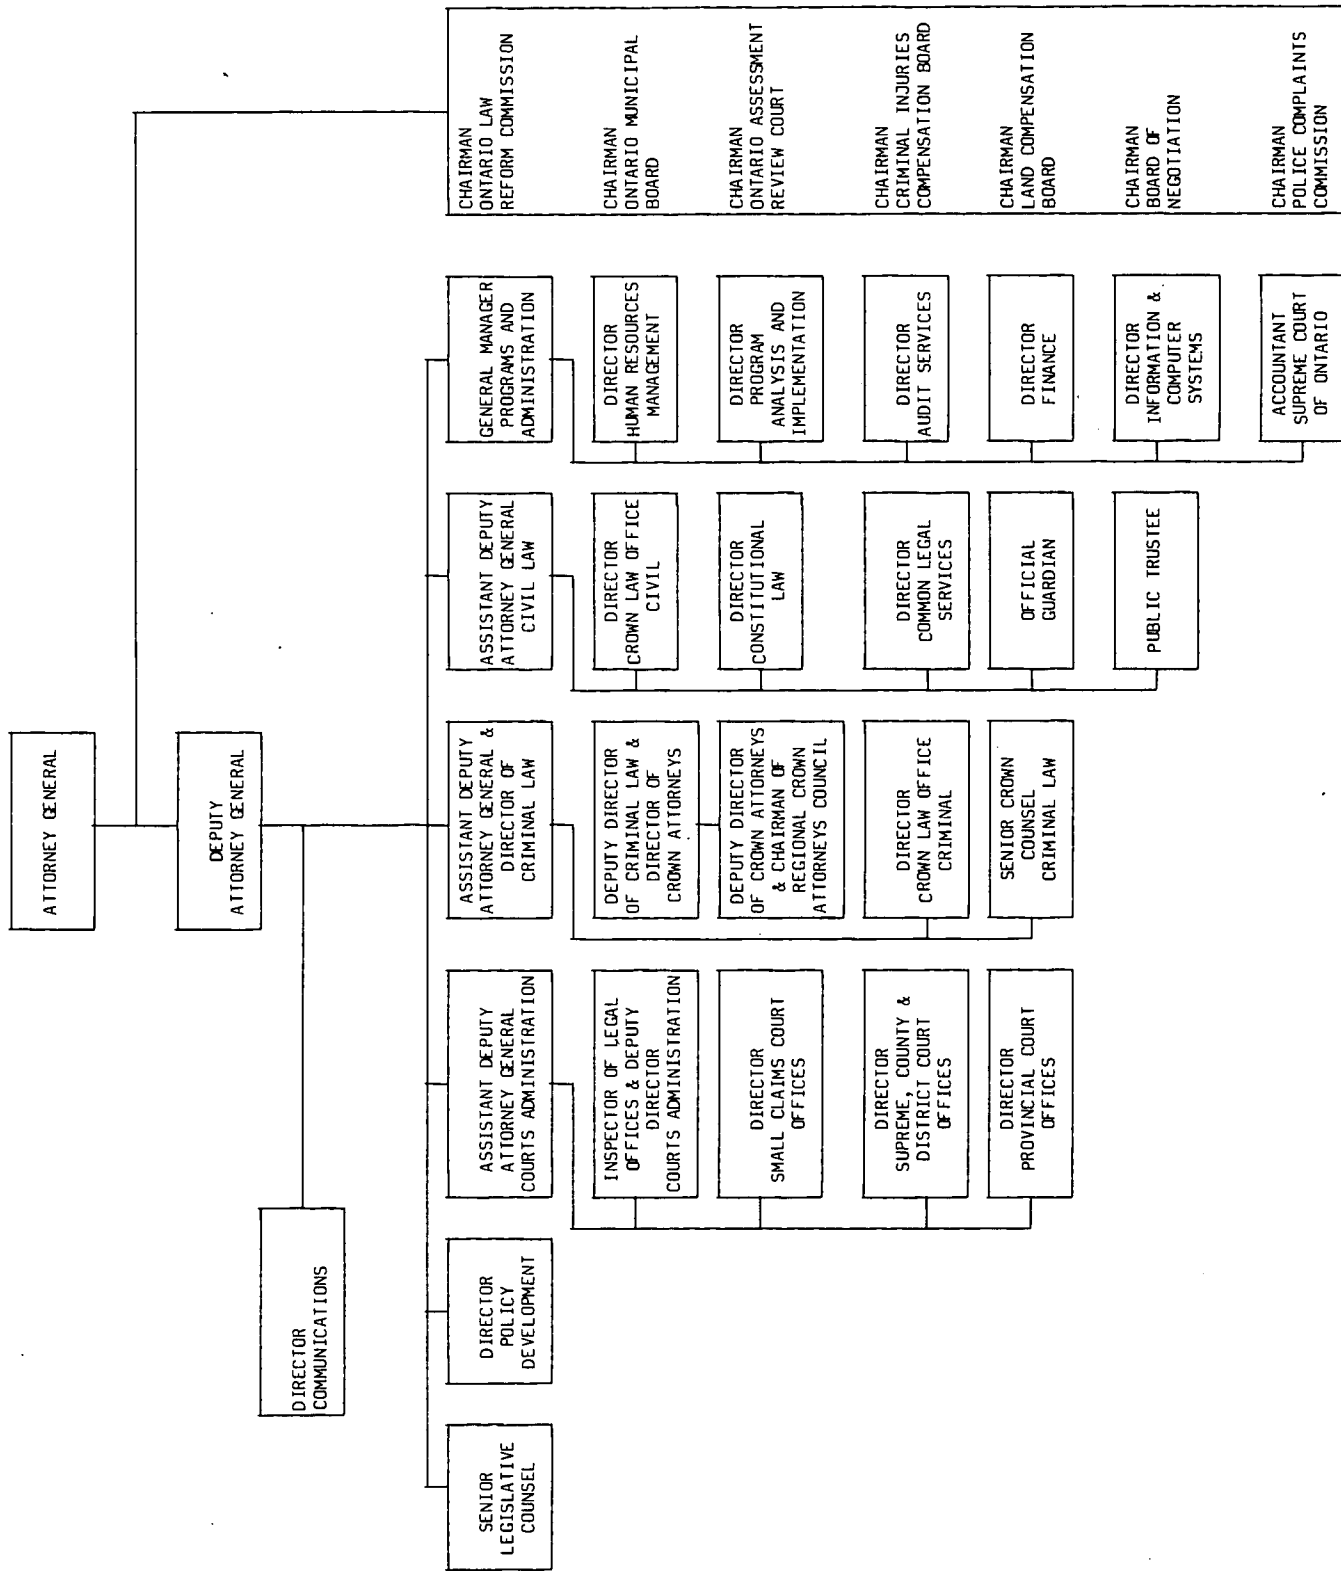 ATTORNEY GENERAL
DEPUTY
ATTORNEY GENERAL
DIRECTOR
COMMUNICATIONS
SENIOR
LEGISLATIVE
COUNSEL
DIRECTOR
POLICY
DEVELOPMENT
ASSISTANT DEPUTY
ATTORNEY GENERAL
COURTS ADMINISTRATION
INSPECTOR OF LEGAL
OFFICES & DEPUTY
DIRECTOR
COURTS ADMINISTRATION
DIRECTOR
SMALL CLAIMS COURT
OFFICES
DIRECTOR
SUPREME, COUNTY &
DISTRICT COURT
OFFICES
DIRECTOR
PROVINCIAL COURT
OFFICES
ASSISTANT DEPUTY
ATTORNEY GENERAL &
DIRECTOR OF
CRIMINAL LAW
DEPUTY DIRECTOR
OF CRIMINAL LAW &
DIRECTOR OF
CROWN ATTORNEYS
DEPUTY DIRECTOR
OF CROWN ATTORNEYS
& CHAIRMAN OF
REGIONAL CROWN
ATTORNEYS COUNCIL
DIRECTOR
CROWN LAW OFFICE
CRIMINAL
SENIOR CROWN
COUNSEL
CRIMINAL LAW
ASSISTANT DEPUTY
ATTORNEY GENERAL
CIVIL LAW
DIRECTOR
CROWN LAW OFFICE
CIVIL
DIRECTOR
CONSTITUTIONAL
LAW
DIRECTOR
COMMON LEGAL
SERVICES
OFFICIAL
GUARDIAN
PUBLIC TRUSTEE
GENERAL MANAGER
PROGRAMS AND
ADMINISTRATION
DIRECTOR
HUMAN RESOURCES
MANAGEMENT
DIRECTOR
PROGRAM
ANALYSIS AND
IMPLEMENTATION
DIRECTOR
AUDIT SERVICES
DIRECTOR
FINANCE
DIRECTOR
INFORMATION &
COMPUTER
SYSTEMS
ACCOUNTANT
SUPREME COURT
OF ONTARIO
CHAIRMAN
ONTARIO LAW
REFORM COMMISSION
CHAIRMAN
ONTARIO MUNICIPAL
BOARD
CHAIRMAN
ONTARIO ASSESSMENT
REVIEW COURT
CHAIRMAN
CRIMINAL INJURIES
COMPENSATION BOARD
CHAIRMAN
LAND COMPENSATION
BOARD
CHAIRMAN
BOARD OF
NEGOTIATION
CHAIRMAN
POLICE COMPLAINTS
COMMISSION